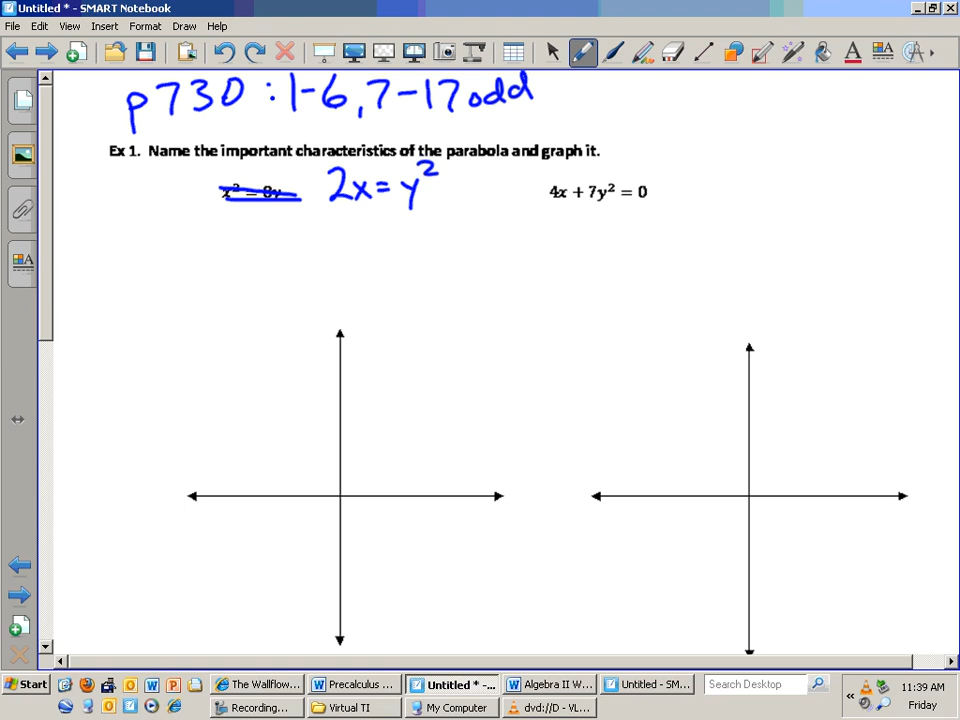 Untitled * - SMART Notebook
File Edit View Insert Format Draw Help
p730 : 1-6, 7-17 odd
Ex 1. Name the important characteristics of the parabola and graph it.
x² = 8y 2x = y² 4x + 7y² = 0
Start The Wallflow... Precalculus ... Untitled * -... Algebra II W... Untitled - SM... Search Desktop 11:39 AM
Recording... Virtual TI My Computer dvd://D - VL... Friday